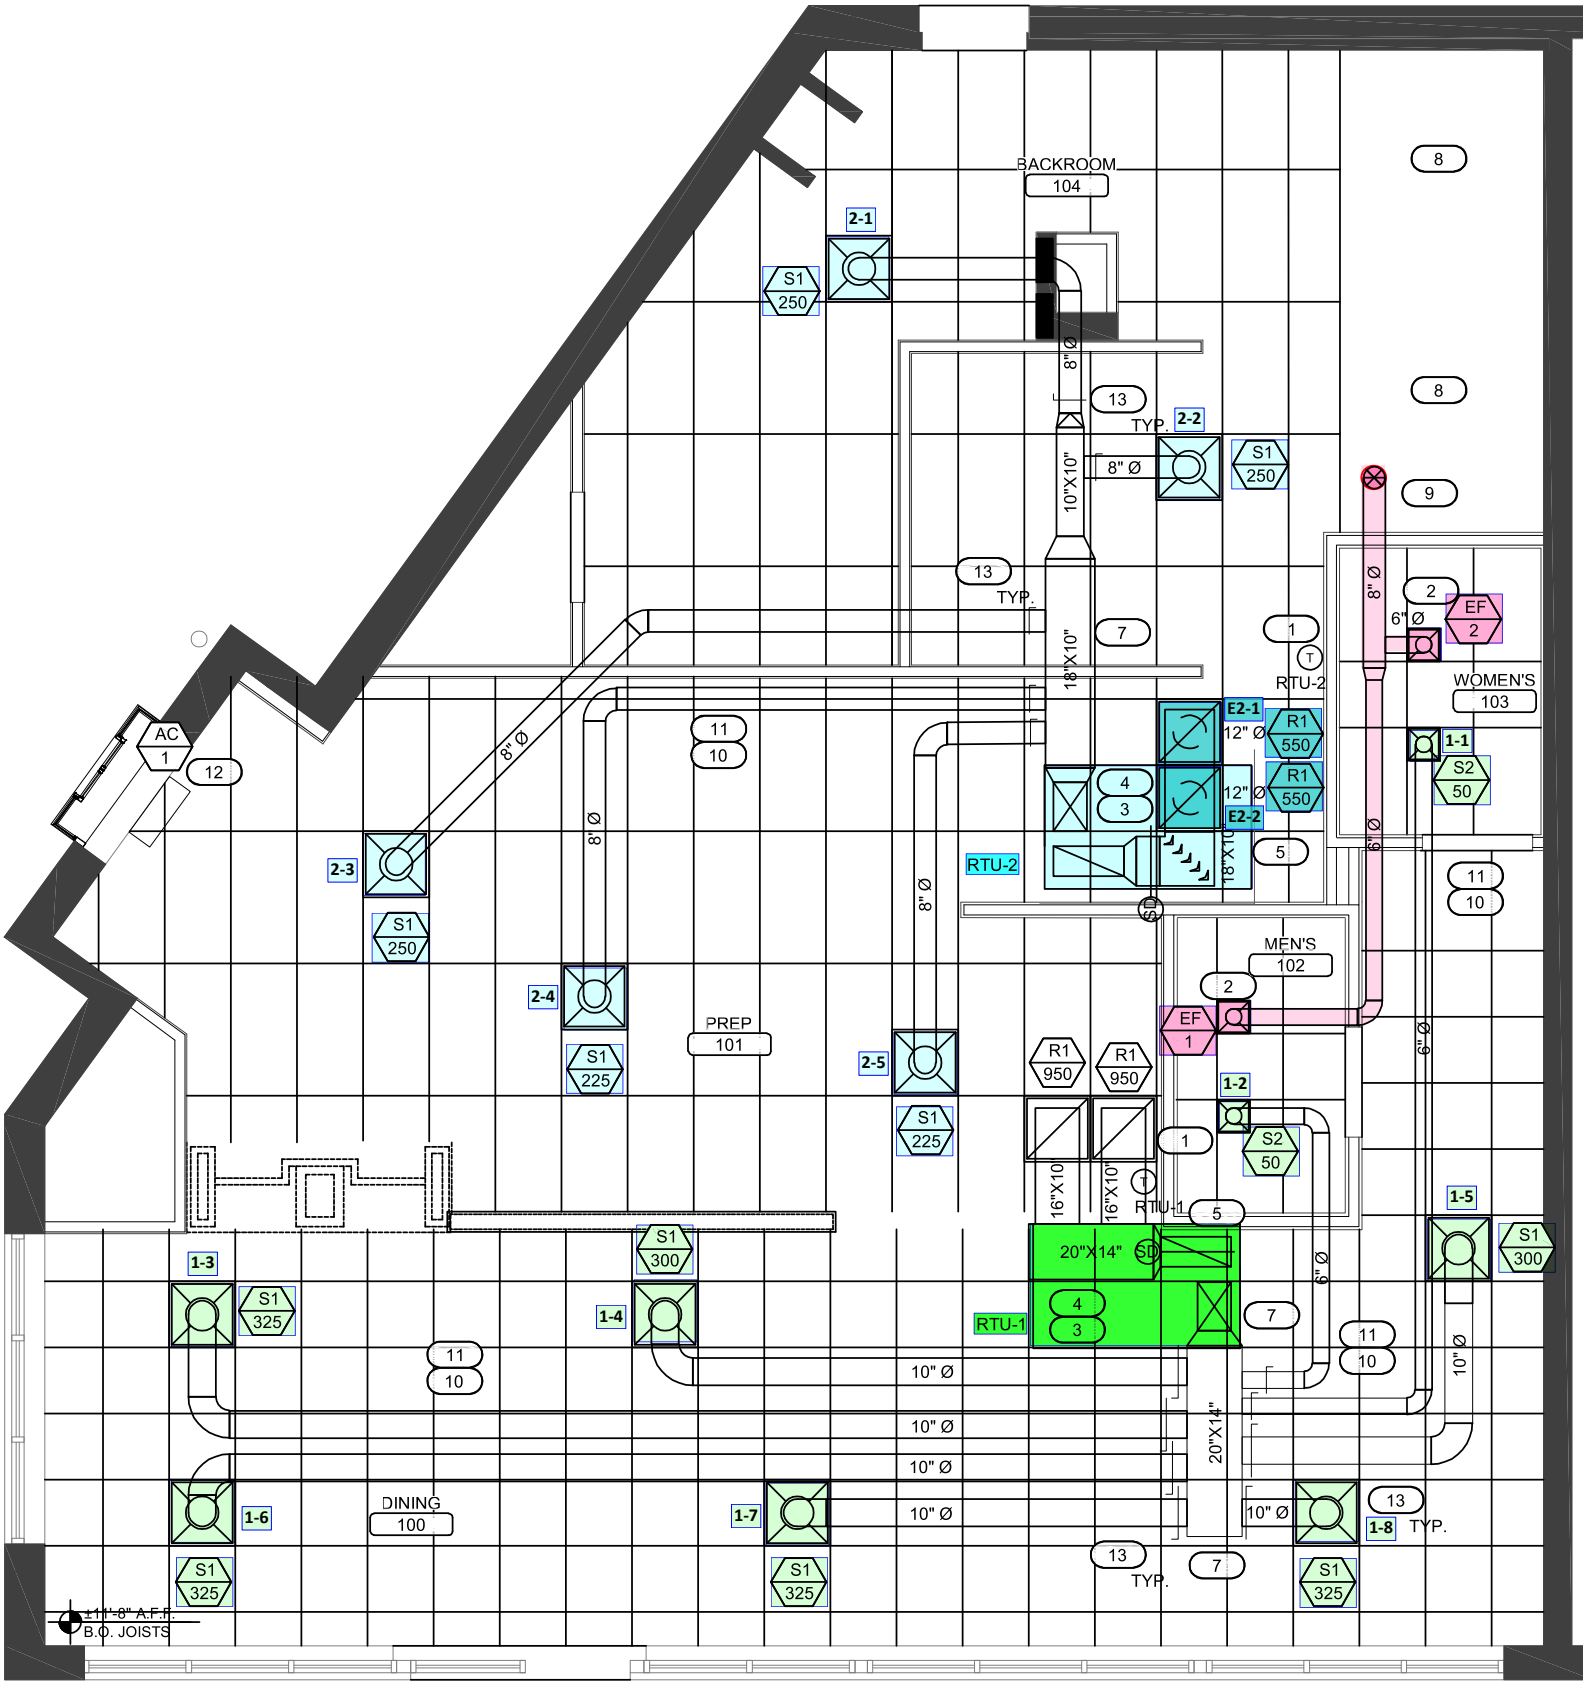 8
BACKROOM
104
2-1
S1
250
8" Ø
8
13
TYP.
2-2
S1
250
8" Ø
10"X10"
9
13
TYP.
8" Ø
2
EF
2
6" Ø
7
1
T
RTU-2
18"X10"
WOMEN'S
103
AC
1
12
8" Ø
11
10
E2-1
12" Ø
R1
550
1-1
S2
50
4
3
12" Ø
R1
550
E2-2
8" Ø
6" Ø
2-3
RTU-2
18"X10"
5
11
10
8" Ø
S1
250
SD
MEN'S
102
2
2-4
EF
1
PREP
101
6" Ø
2-5
R1
950
R1
950
S1
225
1-2
S1
225
1
S2
50
16"X10"
16"X10"
T
RTU-1
5
1-5
S1
300
S1
300
1-3
20"X14"
SD
6" Ø
S1
325
1-4
4
3
RTU-1
7
11
10
11
10
10" Ø
10" Ø
10" Ø
20"X14"
10" Ø
DINING
100
1-6
1-7
10" Ø
10" Ø
13
TYP.
1-8
13
TYP.
7
S1
325
S1
325
S1
325
±11'-8" A.F.F.
B.O. JOISTS